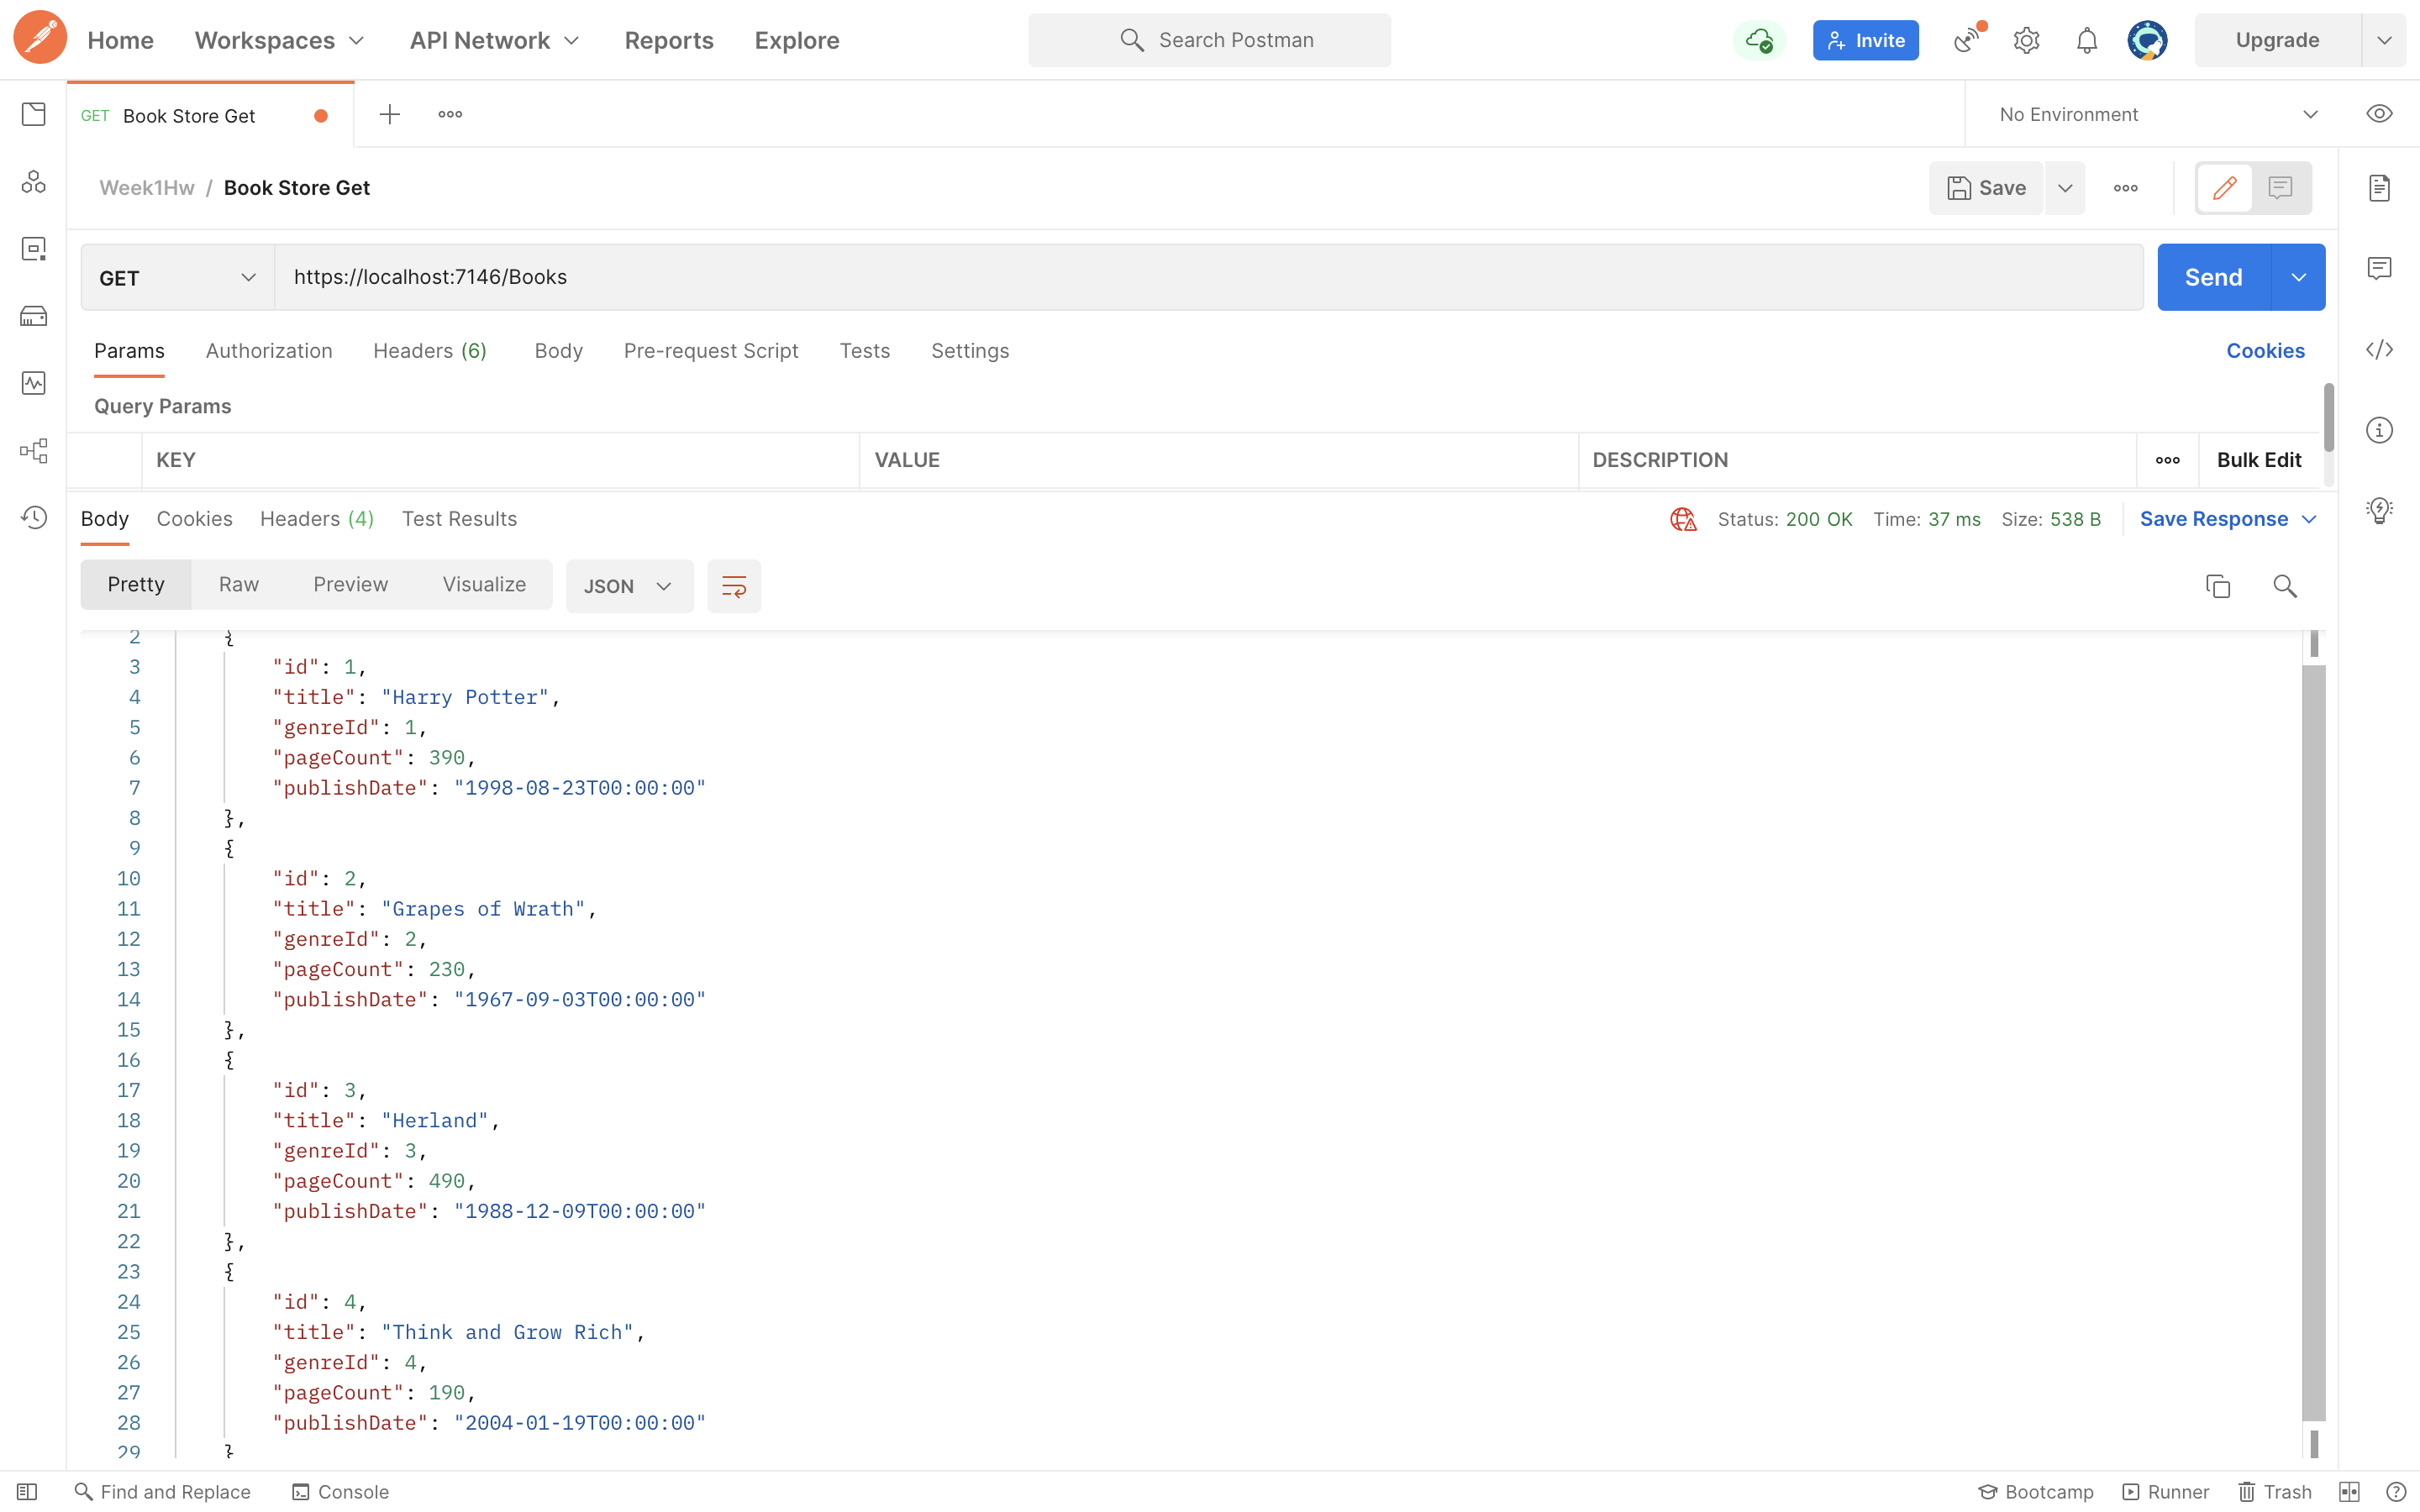 Home Workspaces API Network Reports Explore Search Postman Invite Upgrade
GET Book Store Get No Environment
Week1Hw / Book Store Get Save
GET https://localhost:7146/Books Send
Params Authorization Headers (6) Body Pre-request Script Tests Settings Cookies
Query Params
KEY VALUE DESCRIPTION Bulk Edit
Body Cookies Headers (4) Test Results Status: 200 OK Time: 37 ms Size: 538 B Save Response
Pretty Raw Preview Visualize JSON
2 {
3 "id": 1,
4 "title": "Harry Potter",
5 "genreId": 1,
6 "pageCount": 390,
7 "publishDate": "1998-08-23T00:00:00"
8 },
9 {
10 "id": 2,
11 "title": "Grapes of Wrath",
12 "genreId": 2,
13 "pageCount": 230,
14 "publishDate": "1967-09-03T00:00:00"
15 },
16 {
17 "id": 3,
18 "title": "Herland",
19 "genreId": 3,
20 "pageCount": 490,
21 "publishDate": "1988-12-09T00:00:00"
22 },
23 {
24 "id": 4,
25 "title": "Think and Grow Rich",
26 "genreId": 4,
27 "pageCount": 190,
28 "publishDate": "2004-01-19T00:00:00"
29 }
Find and Replace Console Bootcamp Runner Trash